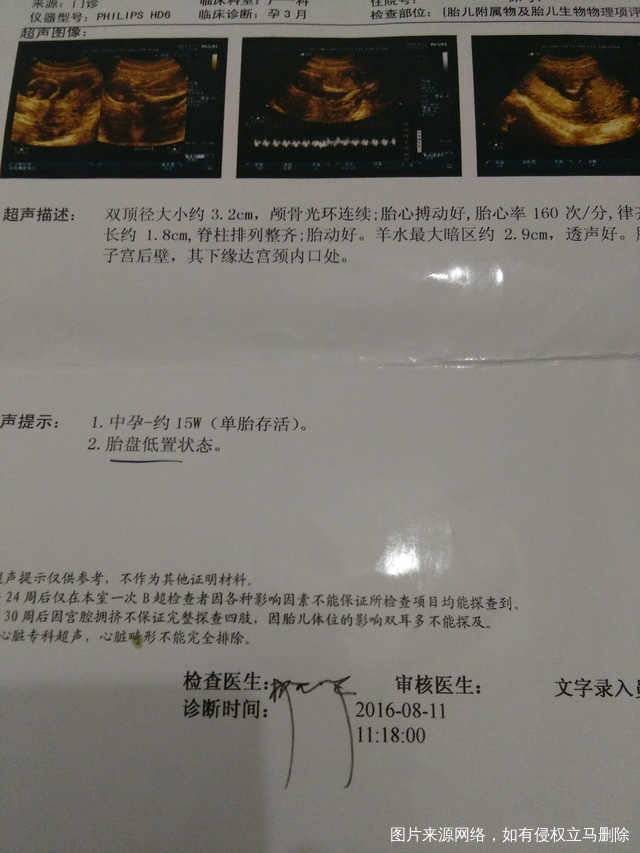 来源: 门诊
仪器型号: PHILIPS HD6 临床诊断: 孕3月 检查部位: [胎儿附属物及胎儿生物物理项评
超声图像:
超声描述: 双顶径大小约 3.2cm, 颅骨光环连续;胎心搏动好,胎心率 160 次/分,律齐
长约 1.8cm,脊柱排列整齐;胎动好。羊水最大暗区约 2.9cm, 透声好。
子宫后壁, 其下缘达宫颈内口处。
声提示: 1.中孕-约15W(单胎存活)。
2.胎盘低置状态。
超声提示仅供参考, 不作为其他证明材料。
24 周后仅在本室一次 B 超检查者因各种影响因素不能保证所检查项目均能探查到。
30 周后因宫腔拥挤不保证完整探查四肢, 因胎儿体位的影响双耳多不能探及。
心脏专科超声, 心脏畸形不能完全排除。
检查医生: 审核医生: 文字录入员
诊断时间: 2016-08-11
11:18:00
图片来源网络,如有侵权立马删除